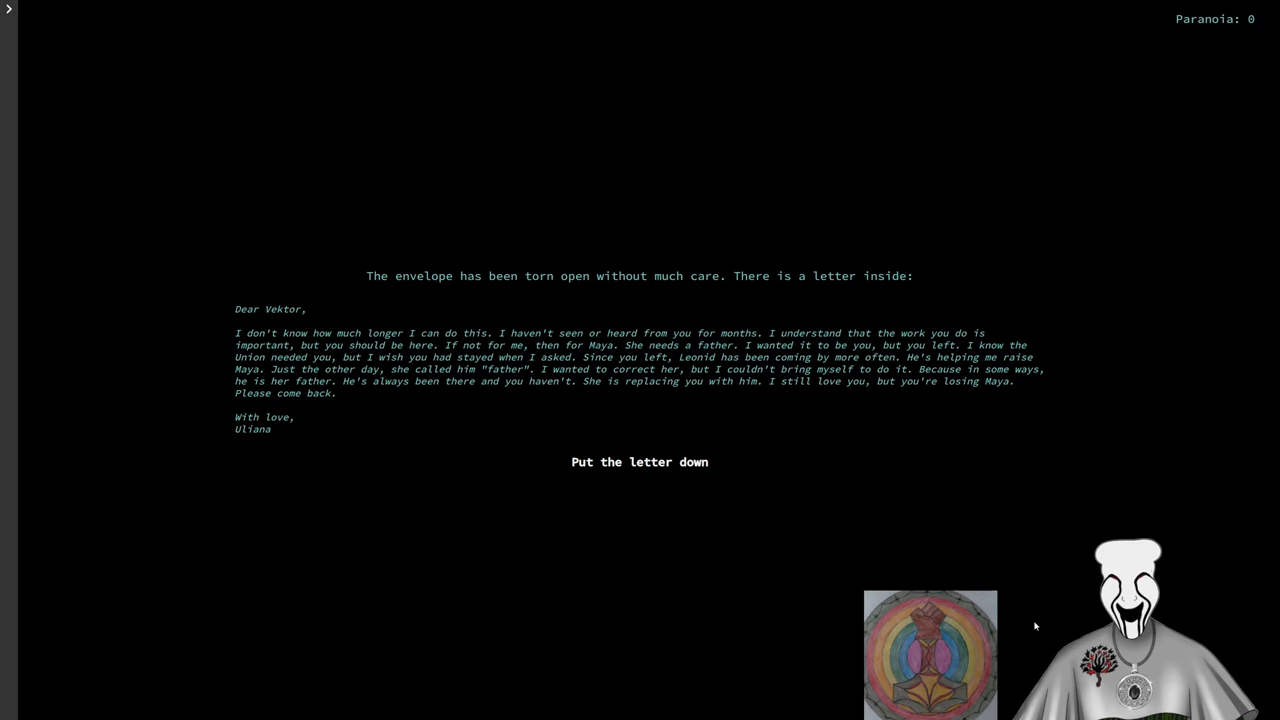 Paranoia: 0
The envelope has been torn open without much care. There is a letter inside:
Dear Vektor,
I don't know how much longer I can do this. I haven't seen or heard from you for months. I understand that the work you do is
important, but you should be here. If not for me, then for Maya. She needs a father. I wanted it to be you, but you left. I know the
Union needed you, but I wish you had stayed when I asked. Since you left, Leonid has been coming by more often. He's helping me raise
Maya. Just the other day, she called him "father". I wanted to correct her, but I couldn't bring myself to do it. Because in some ways,
he is her father. He's always been there and you haven't. She is replacing you with him. I still love you, but you're losing Maya.
Please come back.
With love,
Uliana
Put the letter down